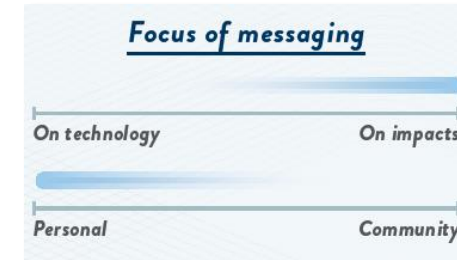 Focus of messaging
On technology
On impacts
Personal
Community